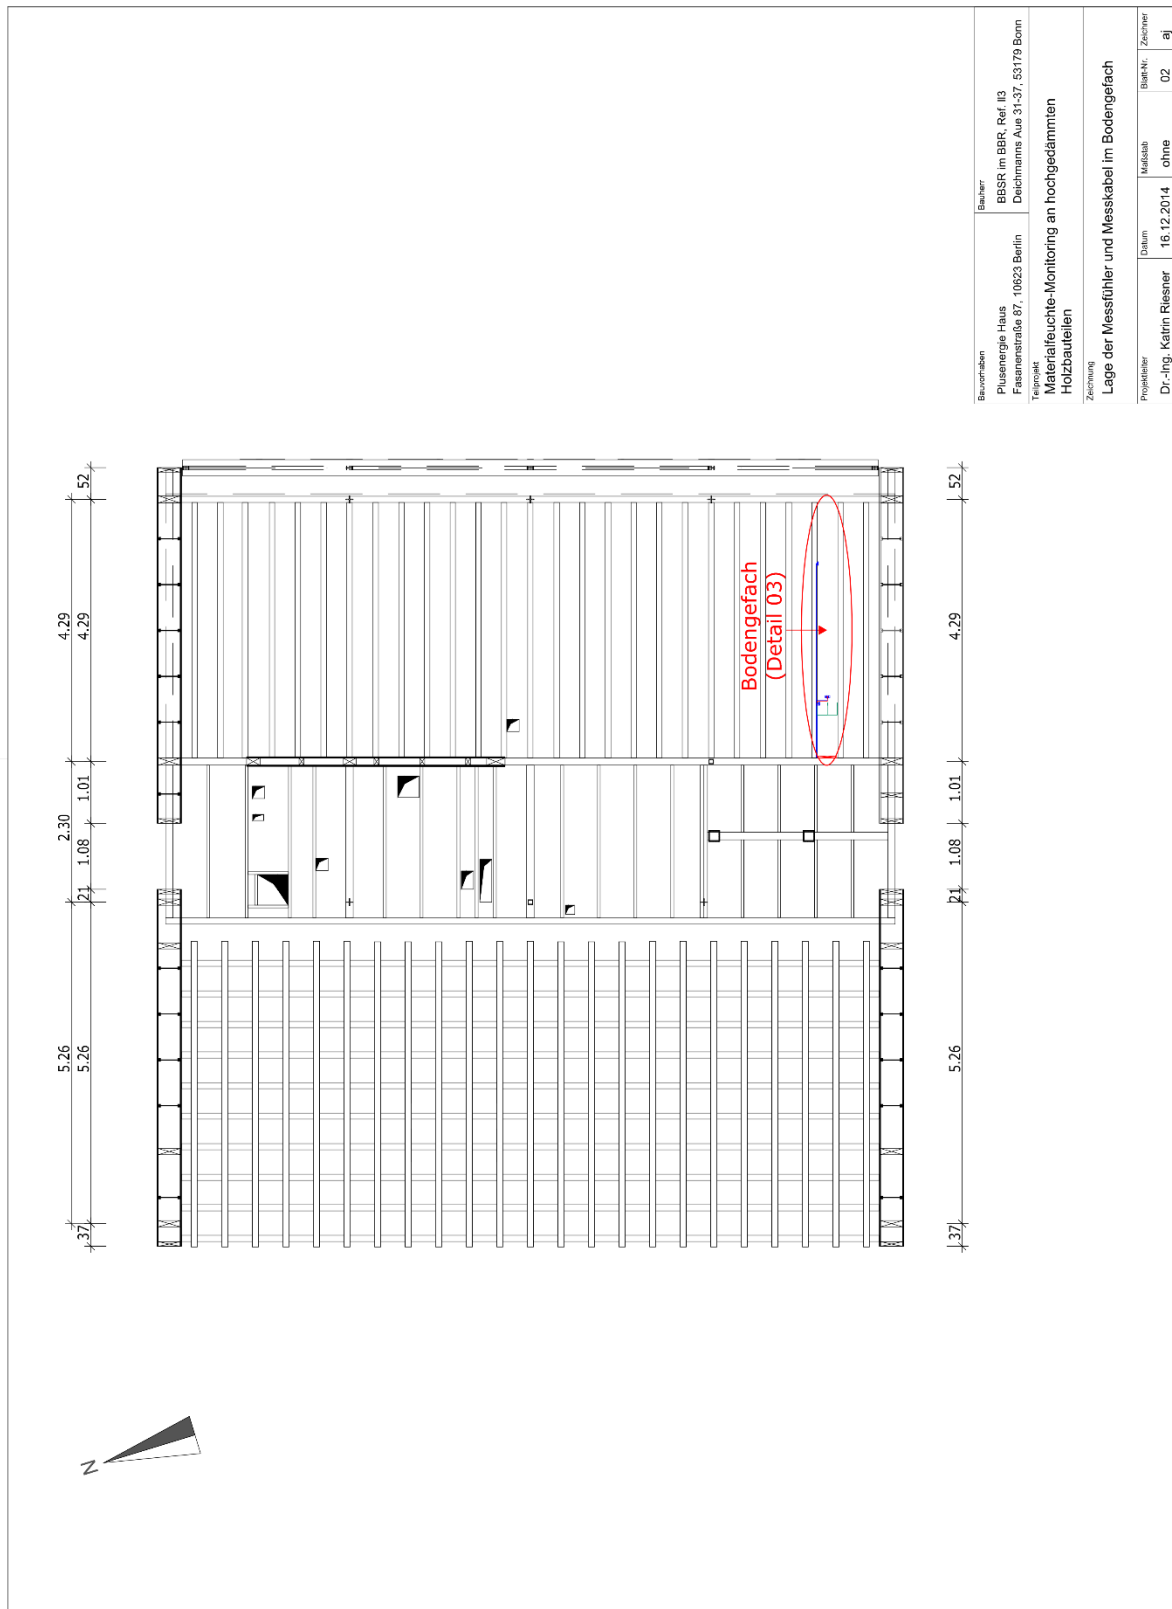 Bauvorhaben
Plusenergie Haus
Fasanenstraße 87, 10623 Berlin
Bauherr
BBSR im BBR, Ref. II3
Deichmanns Aue 31-37, 53179 Bonn
Teilprojekt
Materialfeuchte-Monitoring an hochgedämmten
Holzbauteilen
Zeichnung
Lage der Messfühler und Messkabel im Bodengefach
Projektleiter
Dr.-Ing. Katrin Riesner
Datum
16.12.2014
Maßstab
ohne
Blatt-Nr.
02
Zeichner
aj
52
4.29
4.29
1.01
2.30
1.08
21
5.26
5.26
37
Bodengefach
(Detail 03)
52
4.29
1.01
1.08
21
5.26
37
N